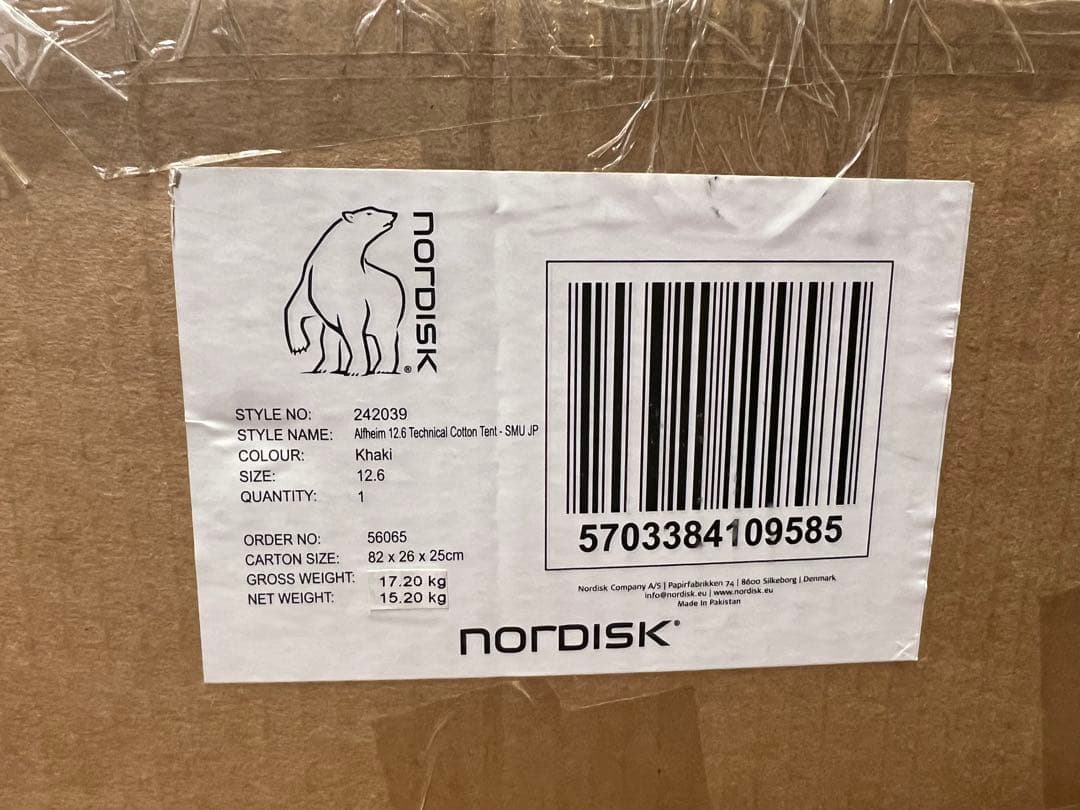 NORDISK®
STYLE NO: 242039
STYLE NAME: Alfheim 12.6 Technical Cotton Tent - SMU JP
COLOUR: Khaki
SIZE: 12.6
QUANTITY: 1
ORDER NO: 56065
CARTON SIZE: 82 x 26 x 25cm
GROSS WEIGHT: 17.20 kg
NET WEIGHT: 15.20 kg
5703384109585
Nordisk Company A/S | Papirfabrikken 74 | 8600 Silkeborg | Denmark
info@nordisk.eu | www.nordisk.eu
Made In Pakistan
NORDISK®